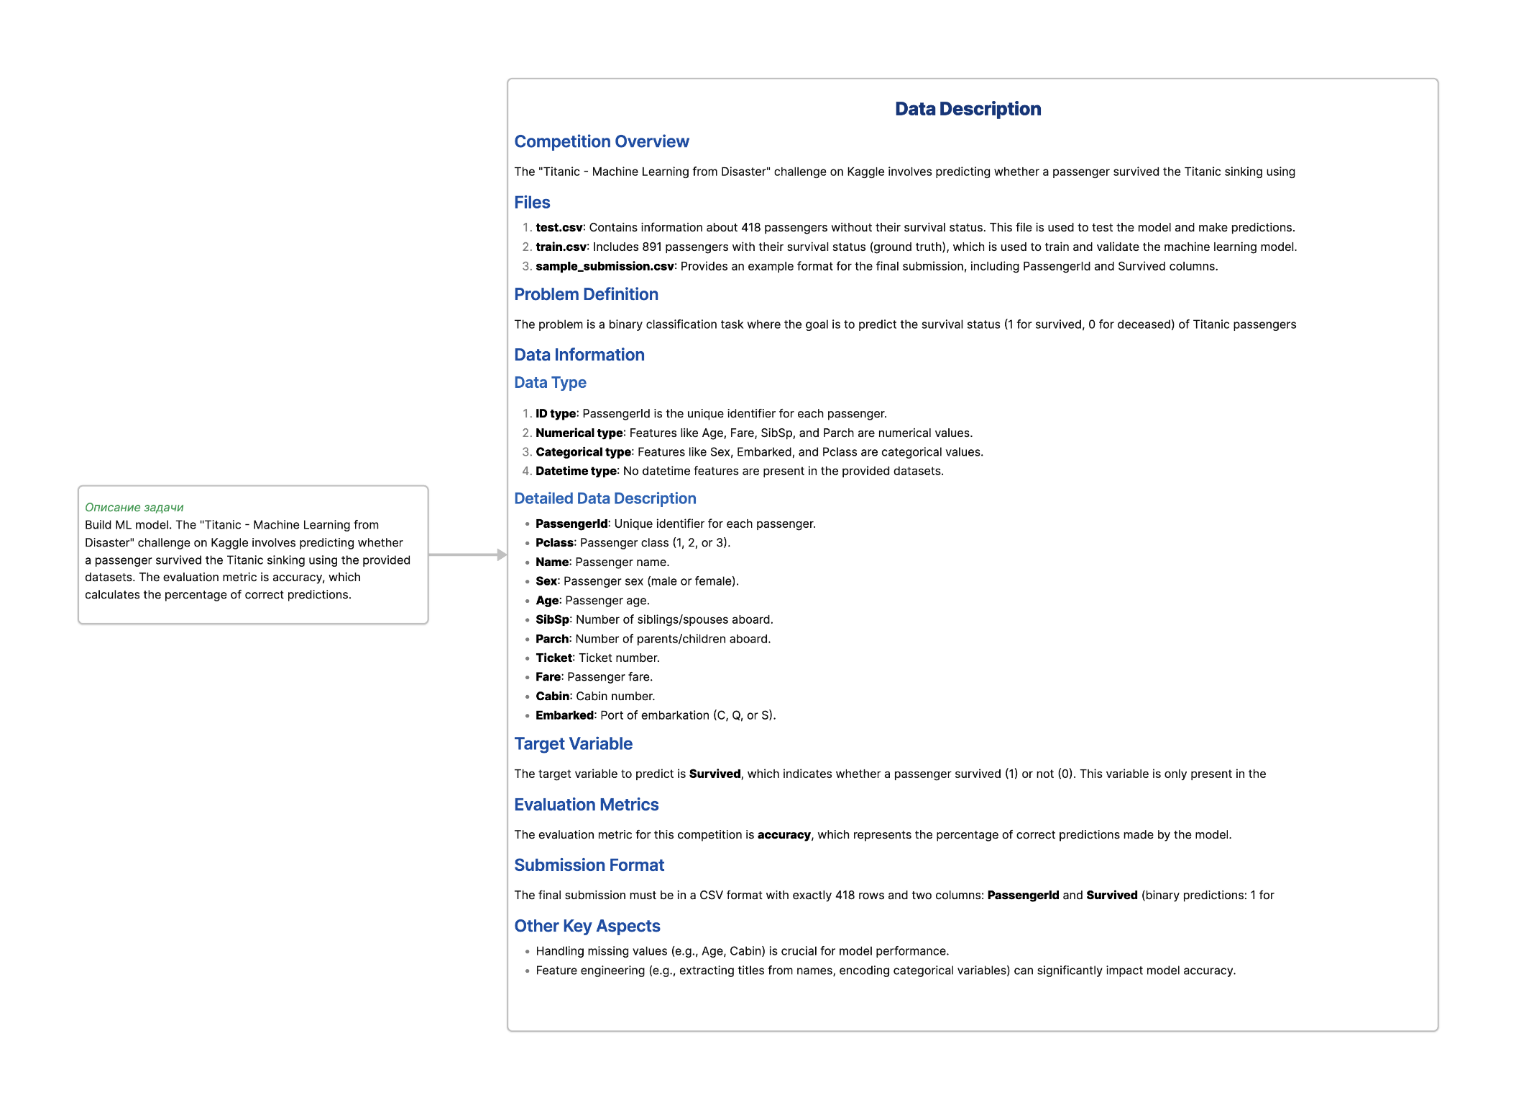 Описание задачи
Build ML model. The "Titanic - Machine Learning from
Disaster" challenge on Kaggle involves predicting whether
a passenger survived the Titanic sinking using the provided
datasets. The evaluation metric is accuracy, which
calculates the percentage of correct predictions.
Data Description
Competition Overview
The "Titanic - Machine Learning from Disaster" challenge on Kaggle involves predicting whether a passenger survived the Titanic sinking using
Files
1. test.csv: Contains information about 418 passengers without their survival status. This file is used to test the model and make predictions.
2. train.csv: Includes 891 passengers with their survival status (ground truth), which is used to train and validate the machine learning model.
3. sample_submission.csv: Provides an example format for the final submission, including PassengerId and Survived columns.
Problem Definition
The problem is a binary classification task where the goal is to predict the survival status (1 for survived, 0 for deceased) of Titanic passengers
Data Information
Data Type
1. ID type: PassengerId is the unique identifier for each passenger.
2. Numerical type: Features like Age, Fare, SibSp, and Parch are numerical values.
3. Categorical type: Features like Sex, Embarked, and Pclass are categorical values.
4. Datetime type: No datetime features are present in the provided datasets.
Detailed Data Description
• PassengerId: Unique identifier for each passenger.
• Pclass: Passenger class (1, 2, or 3).
• Name: Passenger name.
• Sex: Passenger sex (male or female).
• Age: Passenger age.
• SibSp: Number of siblings/spouses aboard.
• Parch: Number of parents/children aboard.
• Ticket: Ticket number.
• Fare: Passenger fare.
• Cabin: Cabin number.
• Embarked: Port of embarkation (C, Q, or S).
Target Variable
The target variable to predict is Survived, which indicates whether a passenger survived (1) or not (0). This variable is only present in the
Evaluation Metrics
The evaluation metric for this competition is accuracy, which represents the percentage of correct predictions made by the model.
Submission Format
The final submission must be in a CSV format with exactly 418 rows and two columns: PassengerId and Survived (binary predictions: 1 for
Other Key Aspects
• Handling missing values (e.g., Age, Cabin) is crucial for model performance.
• Feature engineering (e.g., extracting titles from names, encoding categorical variables) can significantly impact model accuracy.